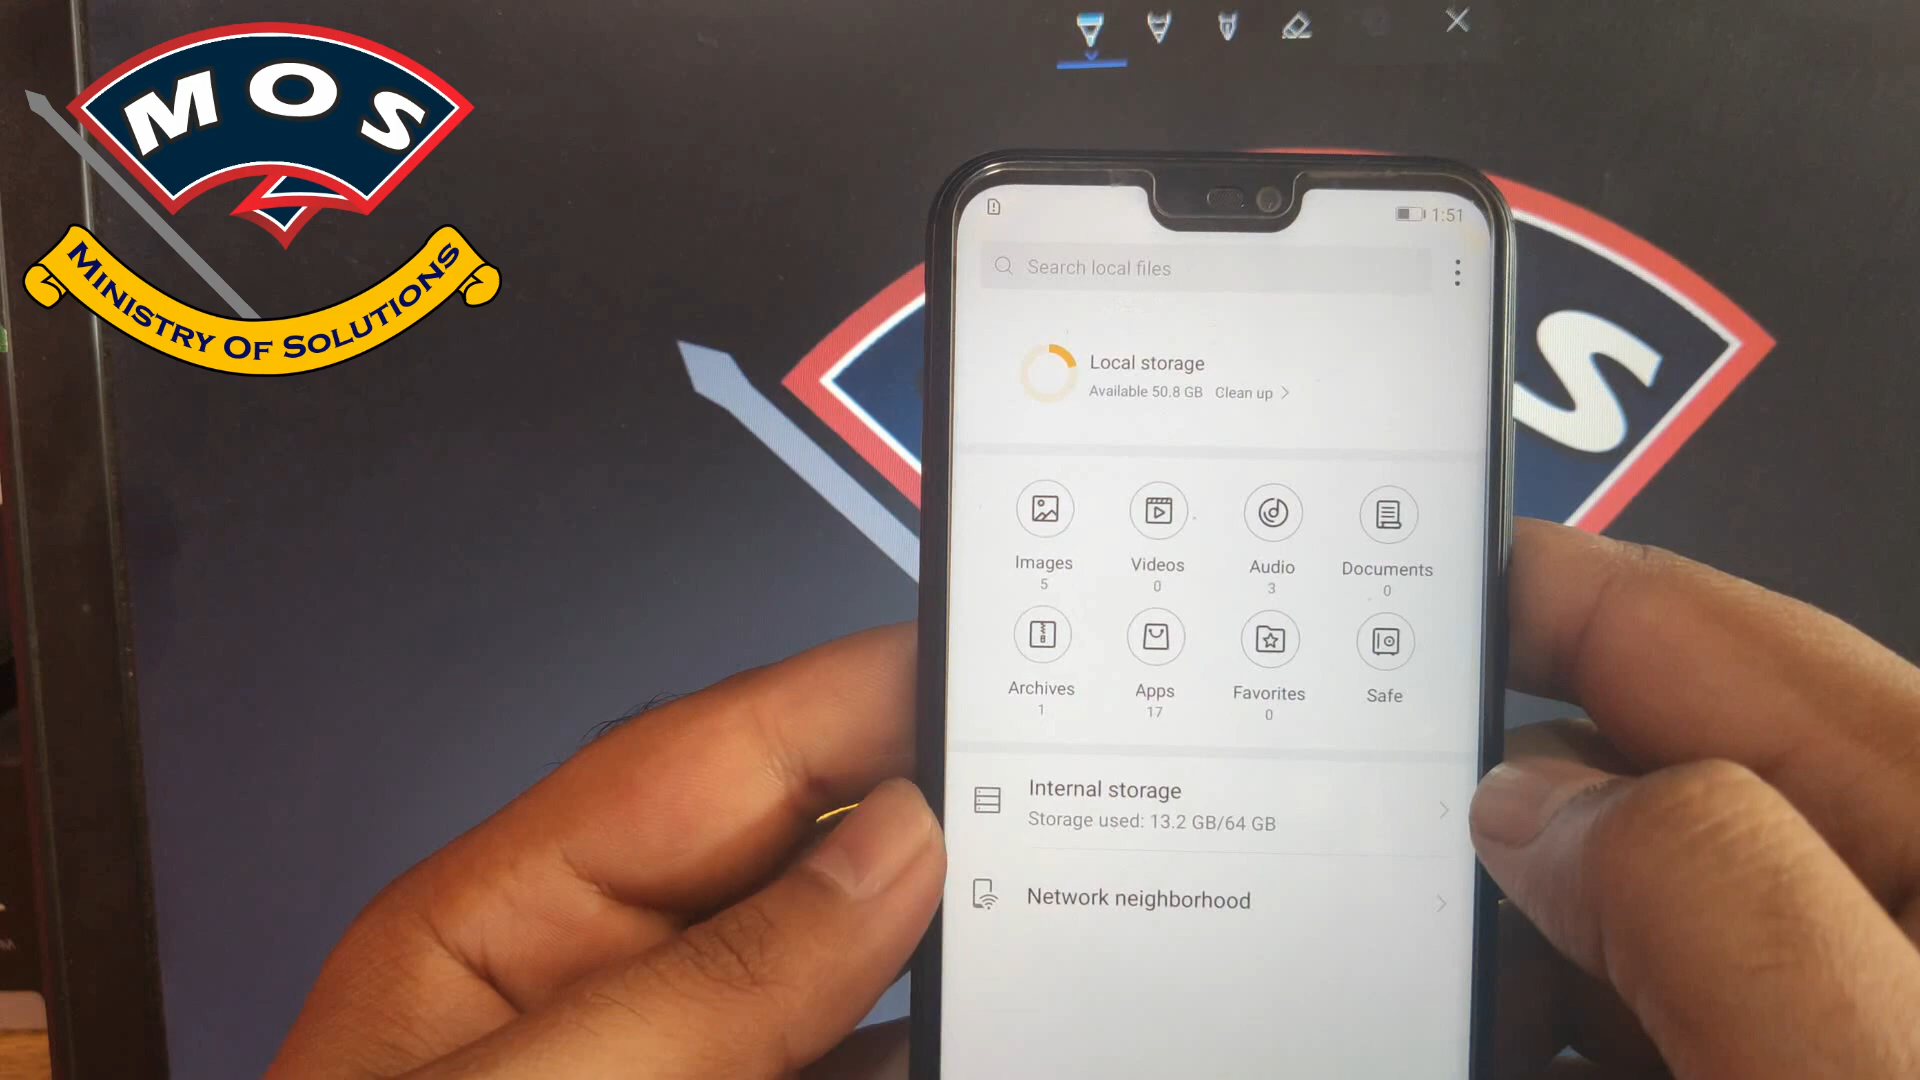 MOS
MINISTRY OF SOLUTIONS
1:51
Search local files
Local storage
Available 50.8 GB Clean up
Images
5
Videos
0
Audio
3
Documents
0
Archives
1
Apps
17
Favorites
0
Safe
Internal storage
Storage used: 13.2 GB/64 GB
Network neighborhood
S